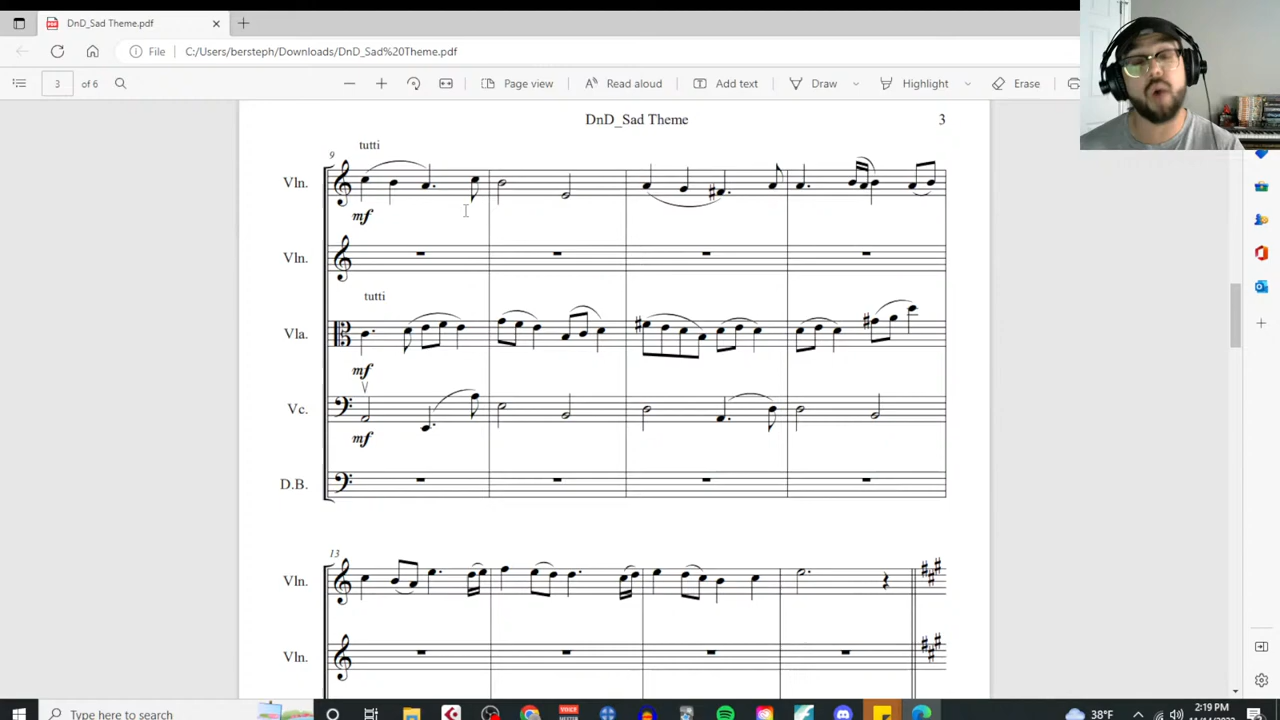 DnD_Sad Theme.pdf
File C:/Users/bersteph/Downloads/DnD_Sad%20Theme.pdf
3 of 6 Page view Read aloud Add text Draw Highlight Erase
DnD_Sad Theme 3
tutti
9
Vln.
mf
Vln.
tutti
Vla.
mf
Vc.
mf
D.B.
13
Vln.
Vln.
Type here to search
38°F
2:19 PM